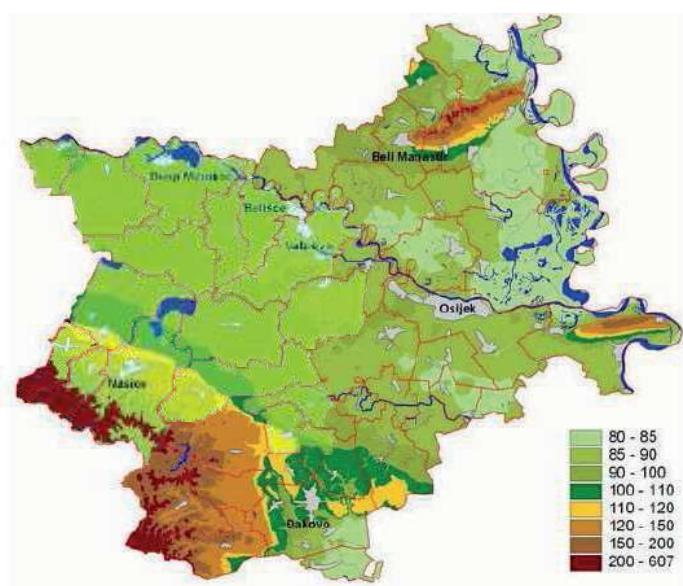 Beli Manastir
Donji Miholjac
Belišće
Valpovo
Osijek
Našice
Đakovo
80 - 85
85 - 90
90 - 100
100 - 110
110 - 120
120 - 150
150 - 200
200 - 607